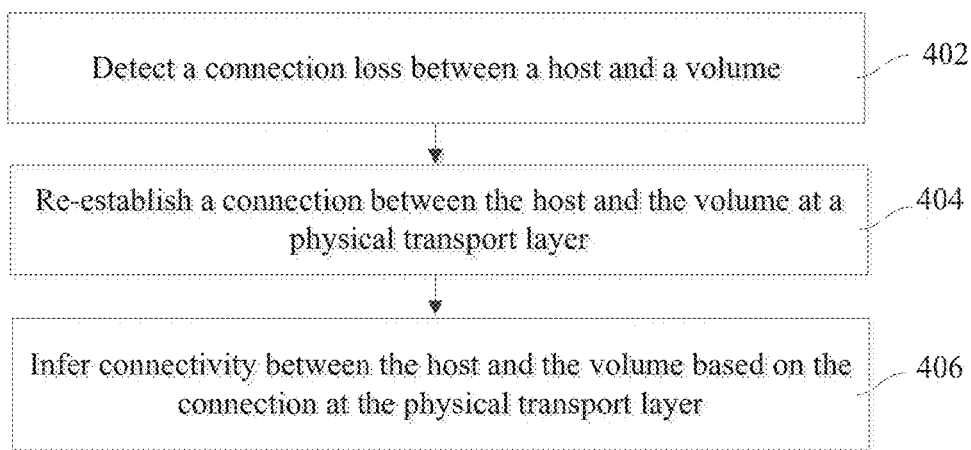 Detect a connection loss between a host and a volume
402
Re-establish a connection between the host and the volume at a
physical transport layer
404
Infer connectivity between the host and the volume based on the
connection at the physical transport layer
406